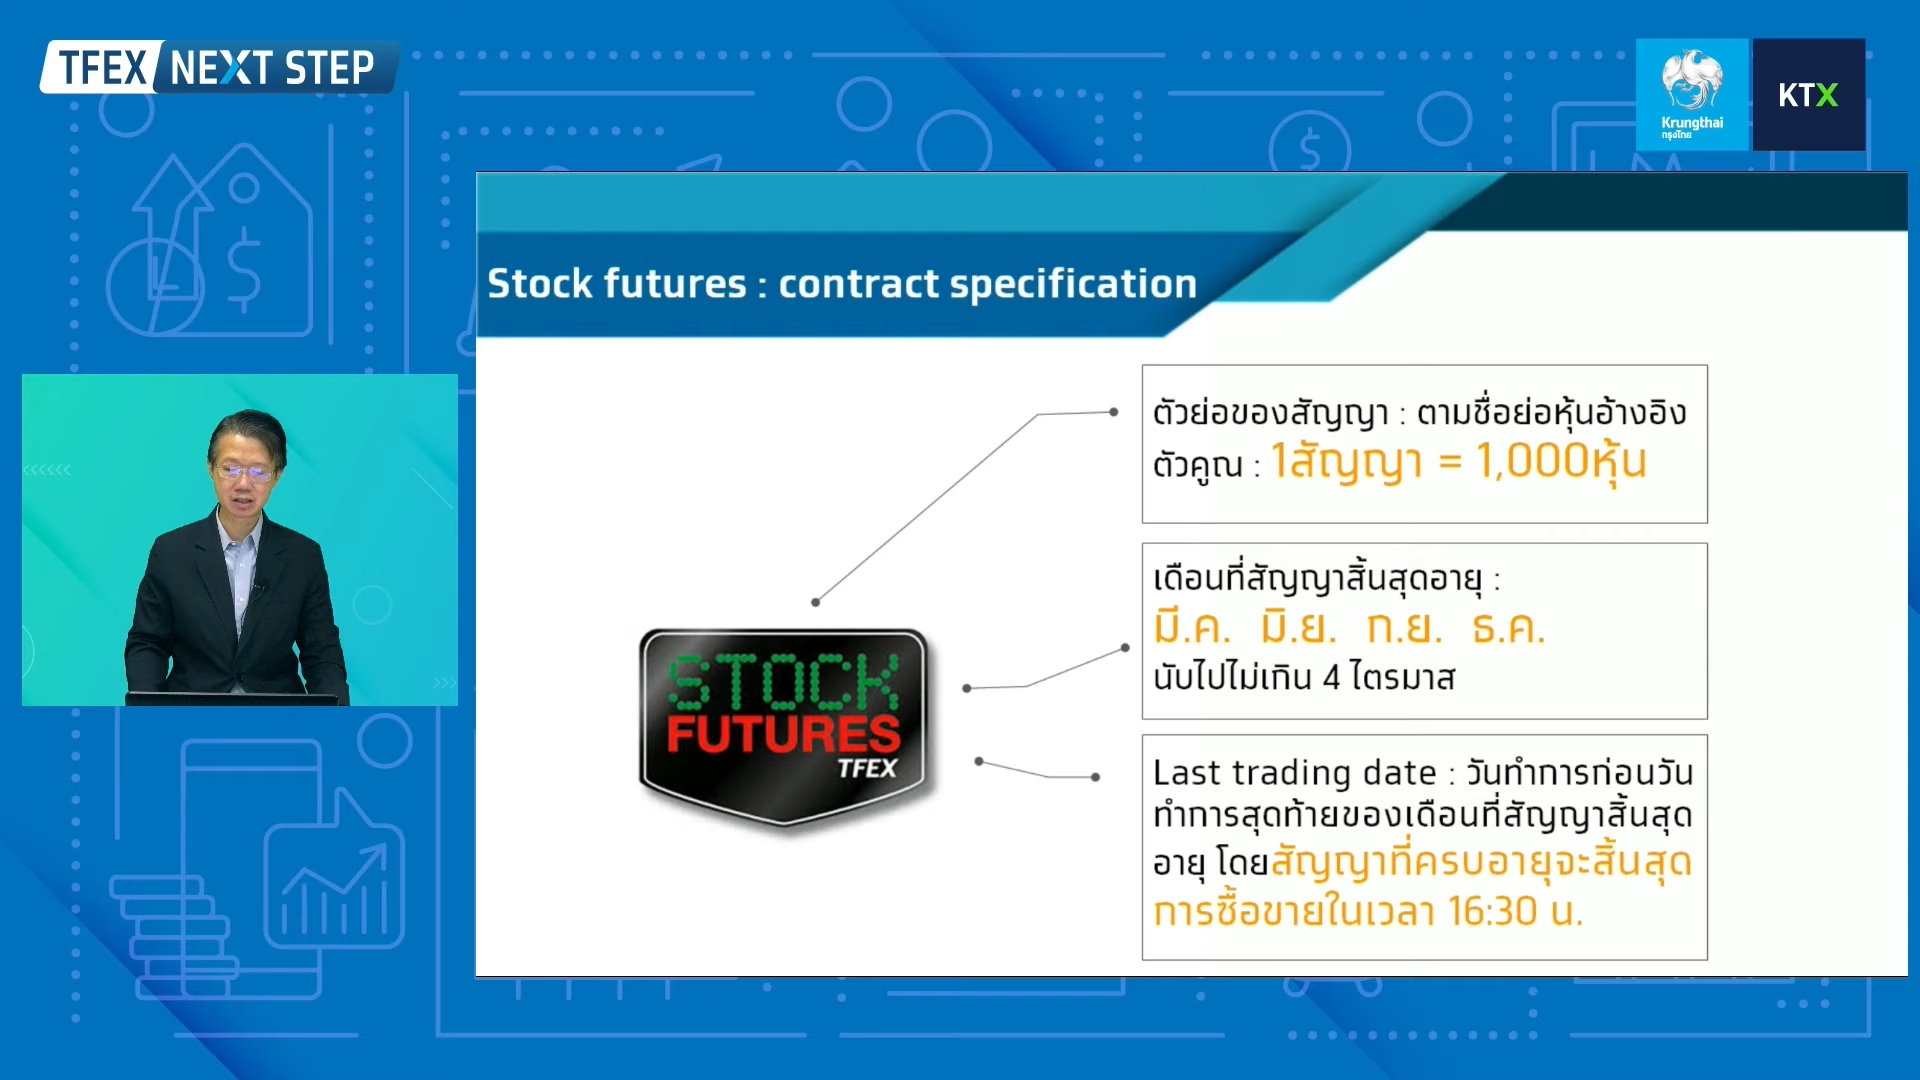 TFEX NEXT STEP
Krungthai
กรุงไทย
KTX
Stock futures : contract specification
ตัวย่อของสัญญา : ตามชื่อย่อหุ้นอ้างอิง
ตัวคูณ : 1สัญญา = 1,000หุ้น
เดือนที่สัญญาสิ้นสุดอายุ :
มี.ค. มิ.ย. ก.ย. ธ.ค.
นับไปไม่เกิน 4 ไตรมาส
STOCK
FUTURES
TFEX
Last trading date : วันทำการก่อนวัน
ทำการสุดท้ายของเดือนที่สัญญาสิ้นสุด
อายุ โดยสัญญาที่ครบอายุจะสิ้นสุด
การซื้อขายในเวลา 16:30 น.